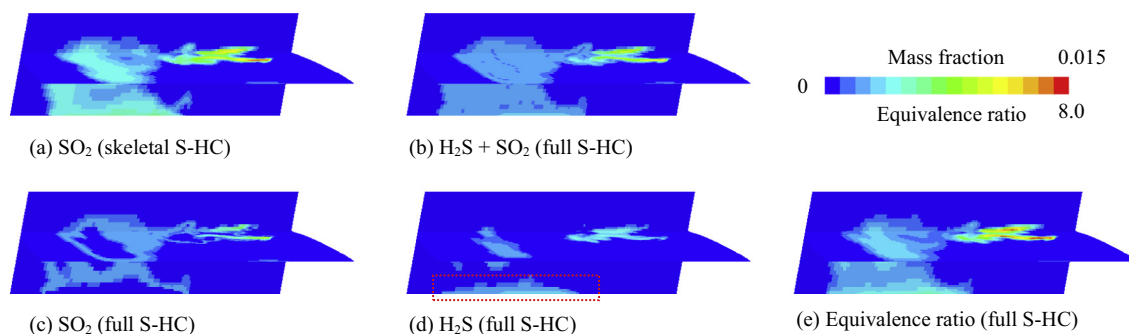 Mass fraction
0
0.015
Equivalence ratio
8.0
(a) SO₂ (skeletal S-HC)
(b) H₂S + SO₂ (full S-HC)
(c) SO₂ (full S-HC)
(d) H₂S (full S-HC)
(e) Equivalence ratio (full S-HC)